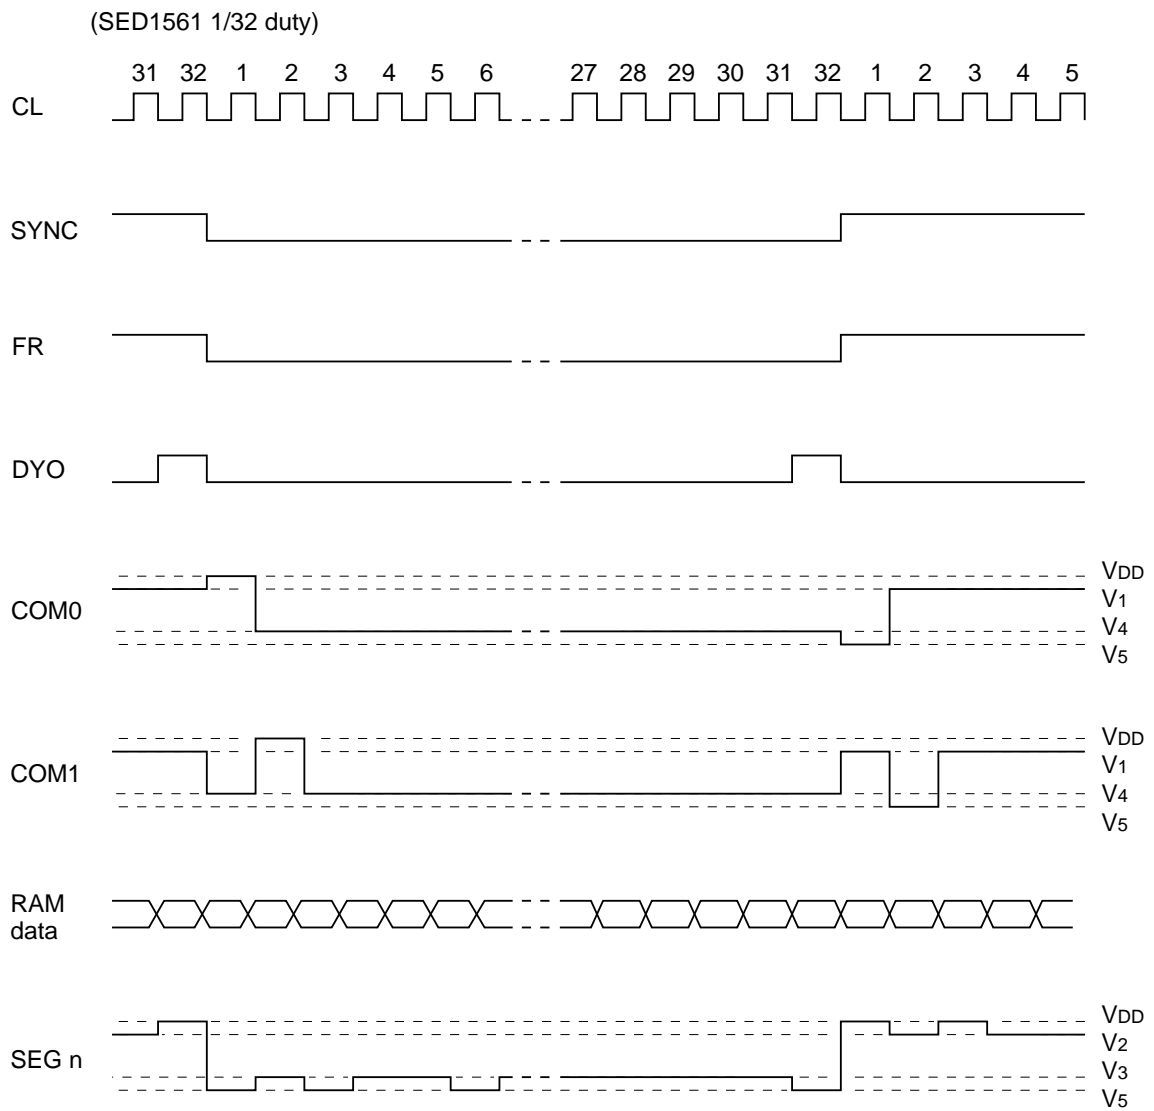 (SED1561 1/32 duty)
31 32 1 2 3 4 5 6 27 28 29 30 31 32 1 2 3 4 5
CL
SYNC
FR
DYO
COM0
VDD
V1
V4
V5
COM1
VDD
V1
V4
V5
RAM
data
SEG n
VDD
V2
V3
V5